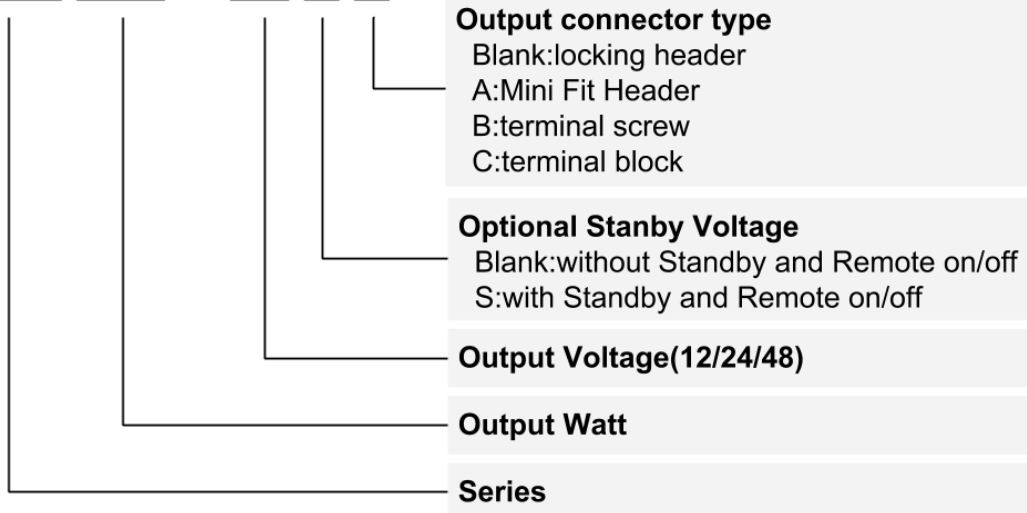 Output connector type
Blank:locking header
A:Mini Fit Header
B:terminal screw
C:terminal block
Optional Stanby Voltage
Blank:without Standby and Remote on/off
S:with Standby and Remote on/off
Output Voltage(12/24/48)
Output Watt
Series